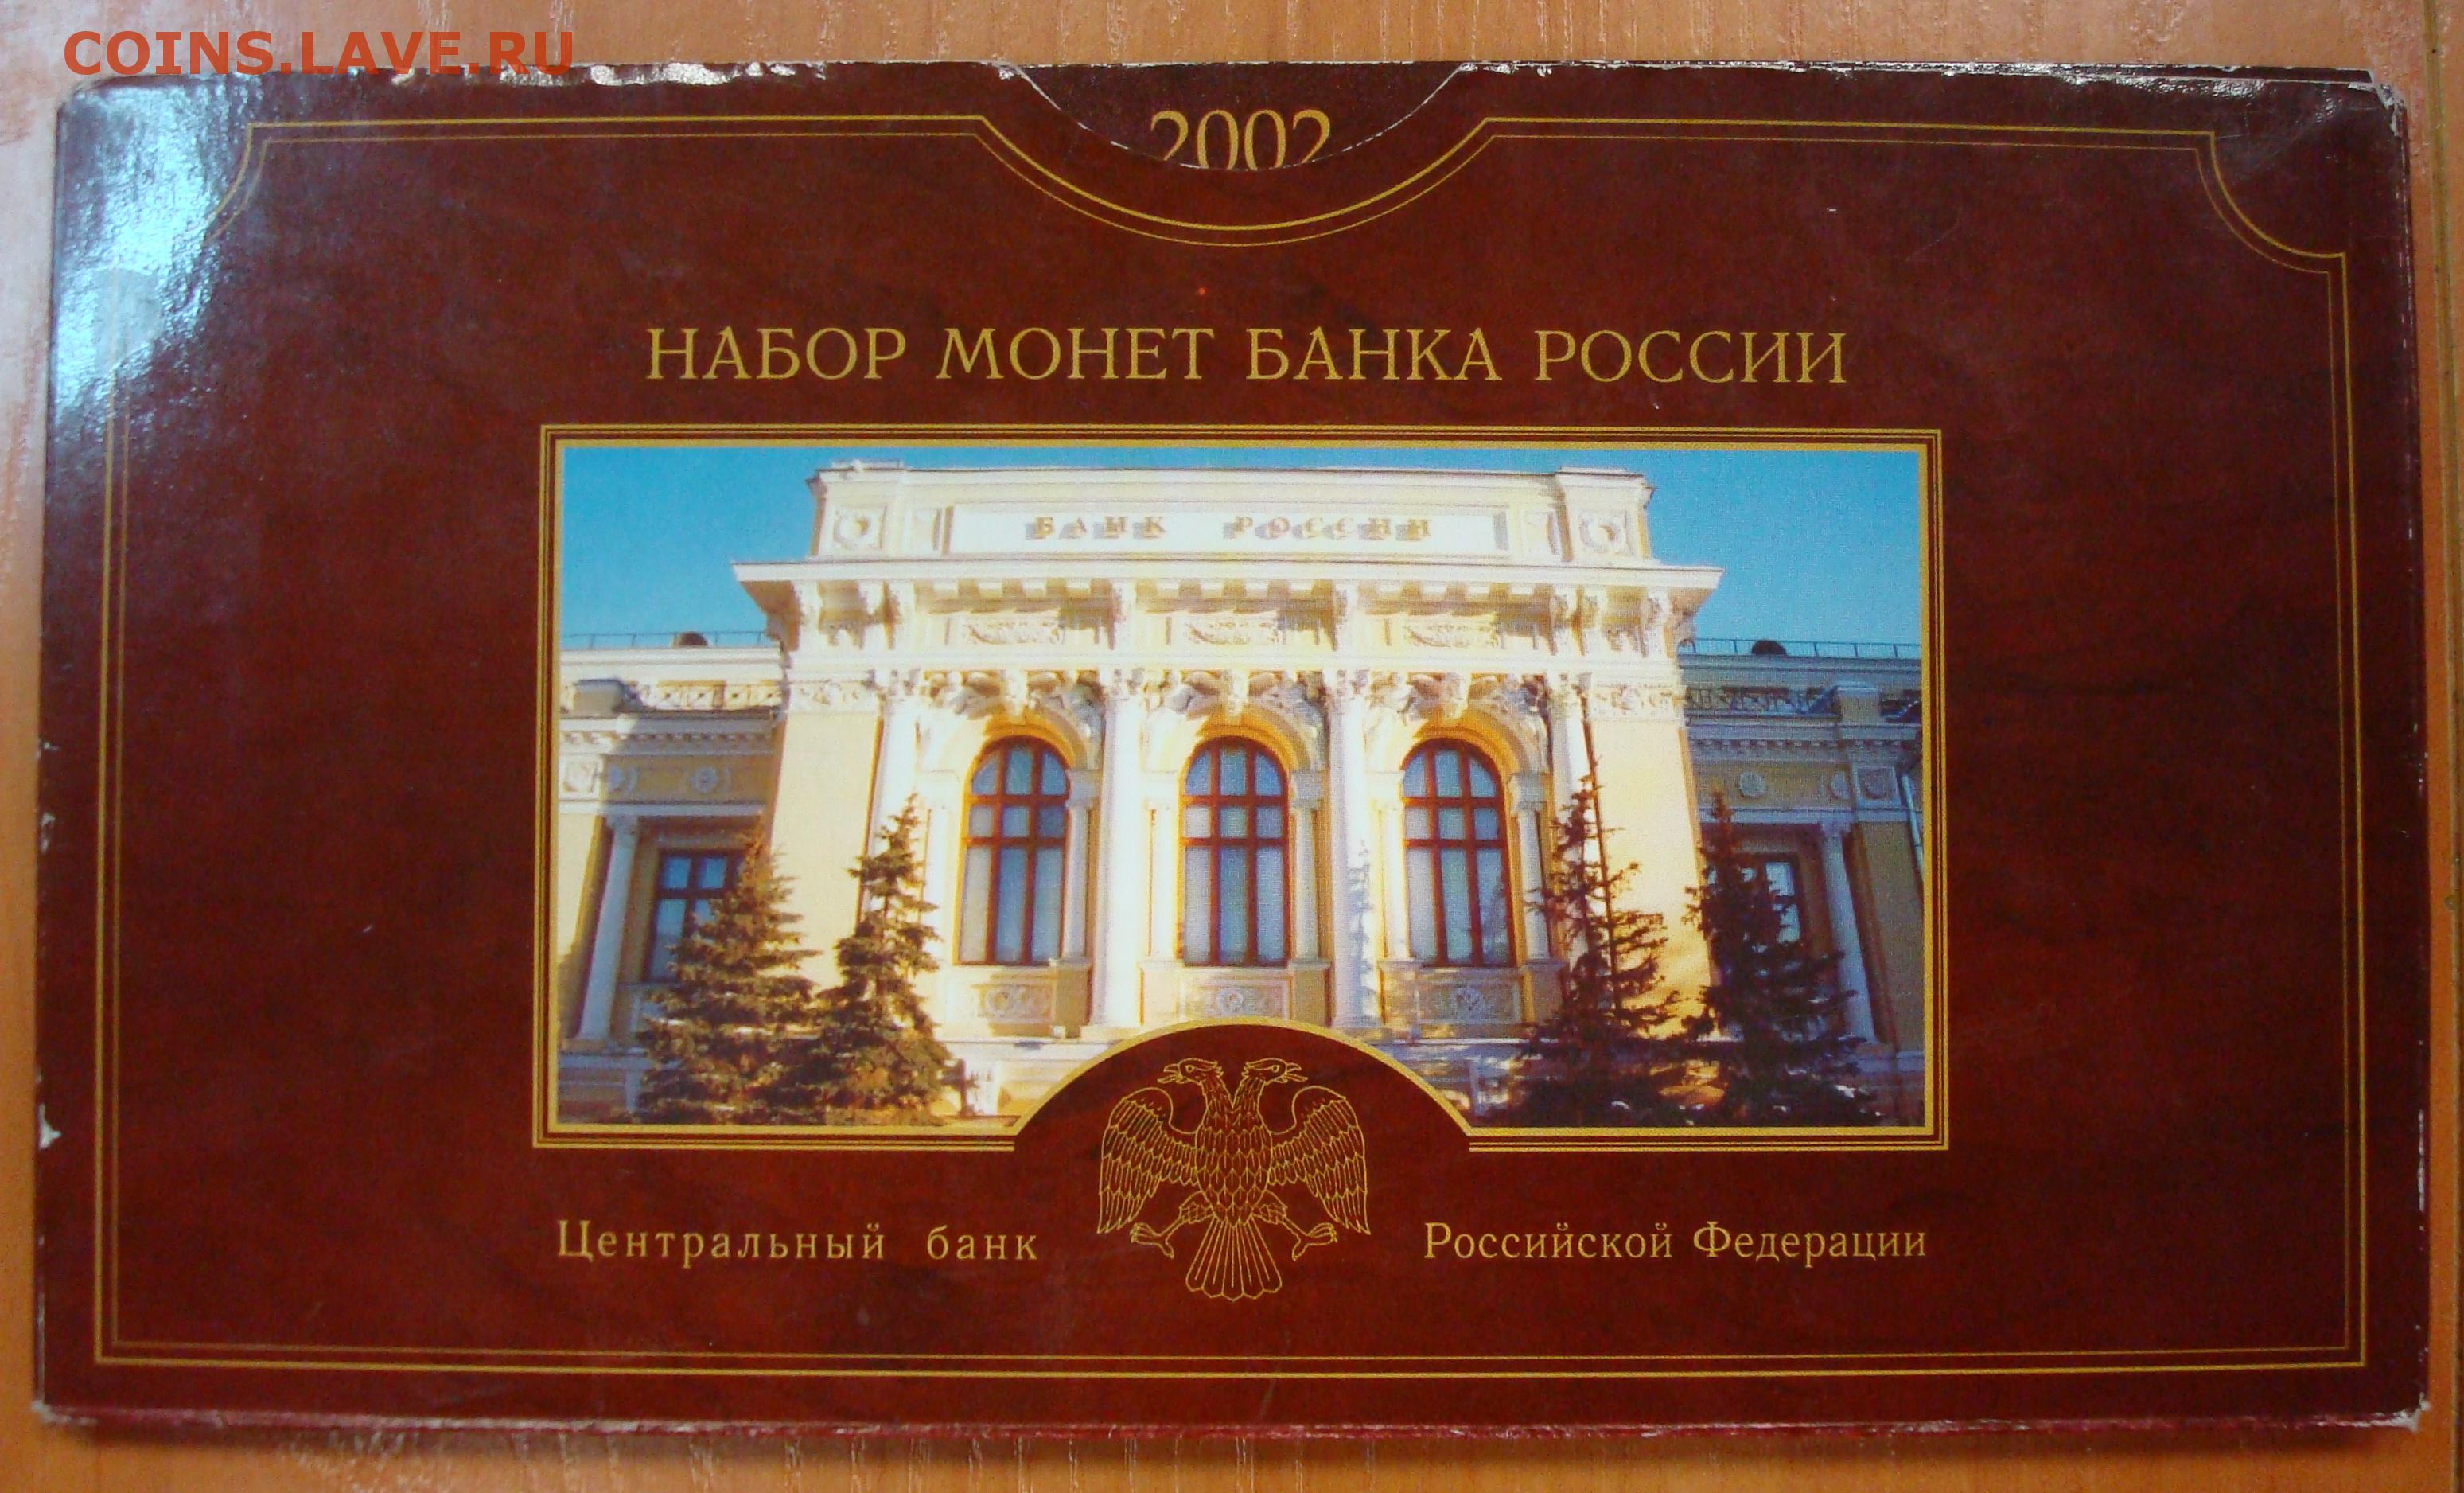 COINS.LAVE.RU
2002
НАБОР МОНЕТ БАНКА РОССИИ
БАНК РОССИИ
Центральный банк Российской Федерации